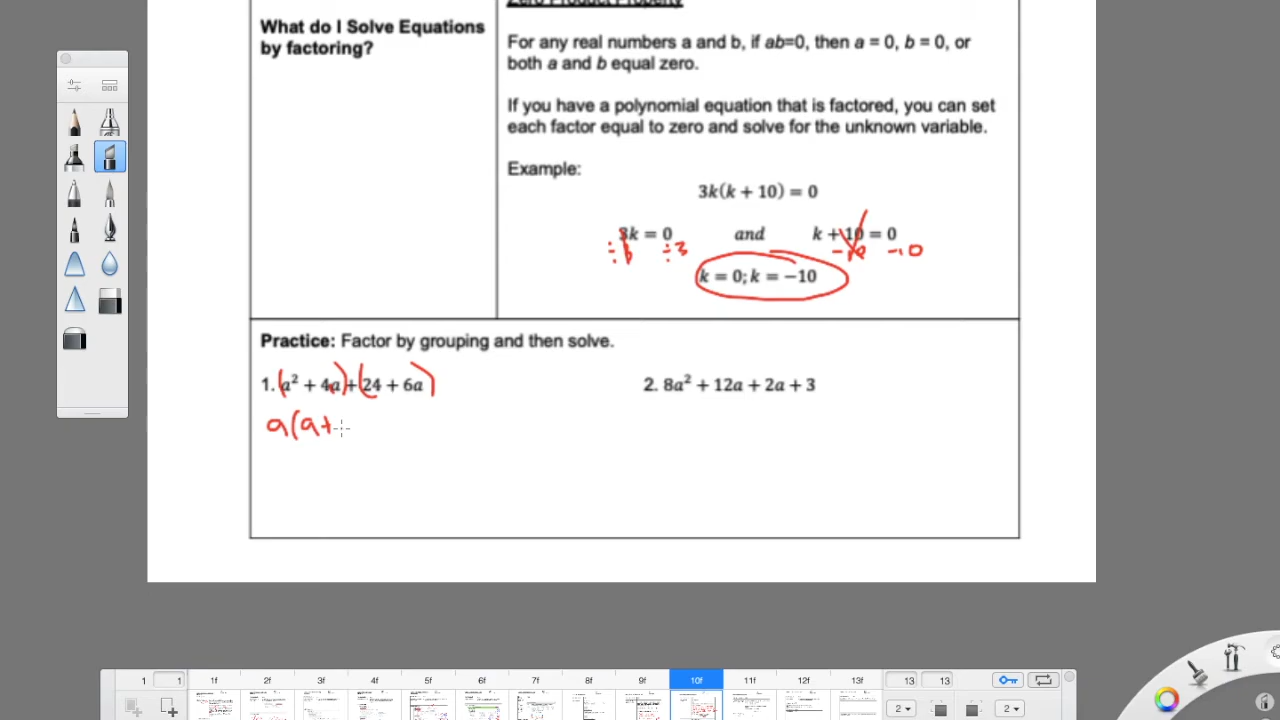 Zero Product Property
What do I Solve Equations
by factoring?
For any real numbers a and b, if ab=0, then a = 0, b = 0, or
both a and b equal zero.
If you have a polynomial equation that is factored, you can set
each factor equal to zero and solve for the unknown variable.
Example:
3k(k + 10) = 0
3k = 0 and k + 10 = 0
÷3 ÷3 -10 -10
k = 0; k = −10
Practice: Factor by grouping and then solve.
1. (a² + 4a) + (24 + 6a) 2. 8a² + 12a + 2a + 3
a(a+
1 1 1f 3f 4f 5f 6f 7f 8f 9f 10f 11f 12f 13f 13 13
2 2